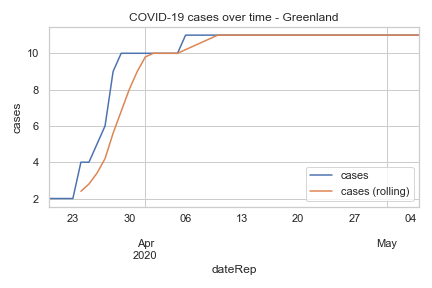 COVID-19 cases over time - Greenland
cases
10
8
6
4
2
cases
cases (rolling)
23 30 06 13 20 27 04
Apr May
2020
dateRep